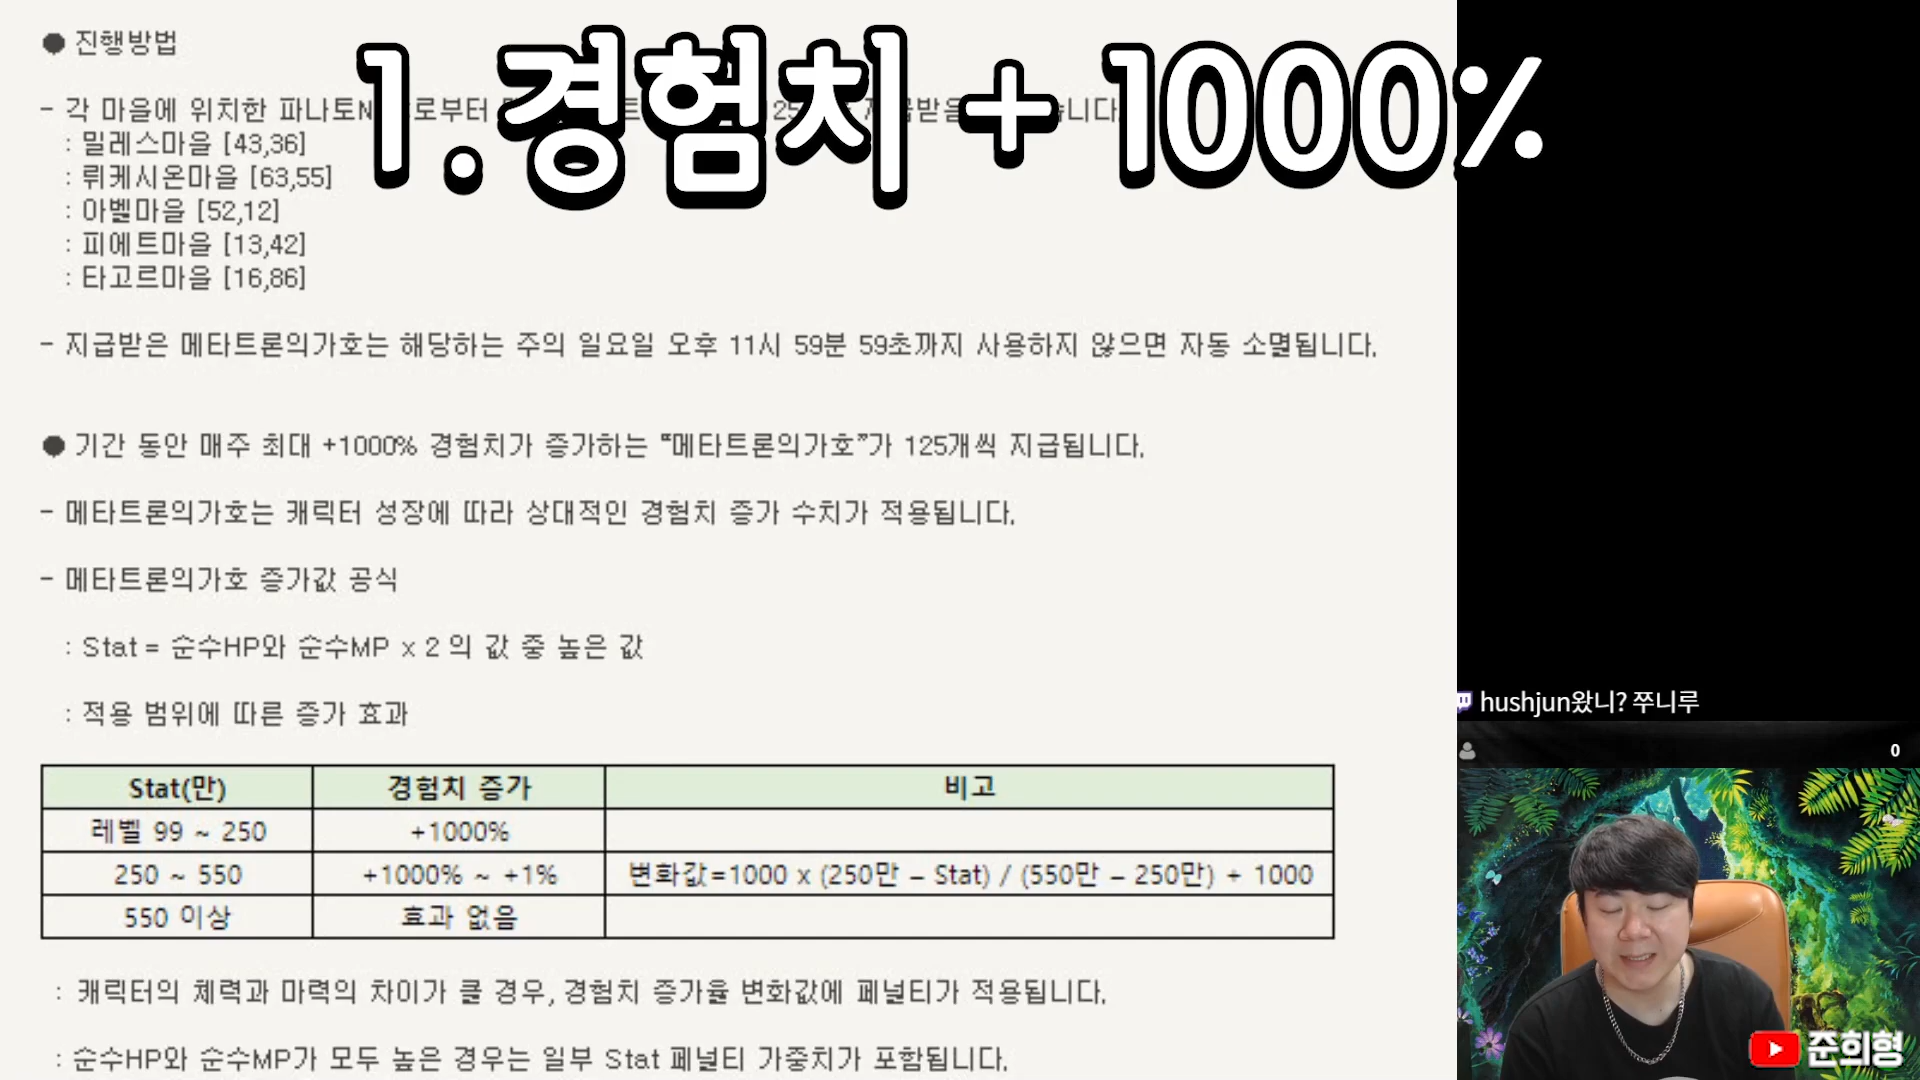 1.경험치 + 1000%
● 진행방법
- 각 마을에 위치한 파나토N 로부터 125 급받을 습니다.
: 밀레스마을 [43,36]
: 뤼케시온마을 [63,55]
: 아벨마을 [52,12]
: 피에트마을 [13,42]
: 타고르마을 [16,86]
- 지급받은 메타트론의가호는 해당하는 주의 일요일 오후 11시 59분 59초까지 사용하지 않으면 자동 소멸됩니다.
● 기간 동안 매주 최대 +1000% 경험치가 증가하는 "메타트론의가호"가 125개씩 지급됩니다.
- 메타트론의가호는 캐릭터 성장에 따라 상대적인 경험치 증가 수치가 적용됩니다.
- 메타트론의가호 증가값 공식
: Stat = 순수HP와 순수MP x 2 의 값 중 높은 값
: 적용 범위에 따른 증가 효과
Stat(만) 경험치 증가 비고
레벨 99 ~ 250 +1000%
250 ~ 550 +1000% ~ +1% 변화값=1000 x (250만 - Stat) / (550만 - 250만) + 1000
550 이상 효과 없음
: 캐릭터의 체력과 마력의 차이가 클 경우, 경험치 증가율 변화값에 페널티가 적용됩니다.
: 순수HP와 순수MP가 모두 높은 경우는 일부 Stat 페널티 가중치가 포함됩니다.
hushjun왔니? 쭈니루
0
준희형